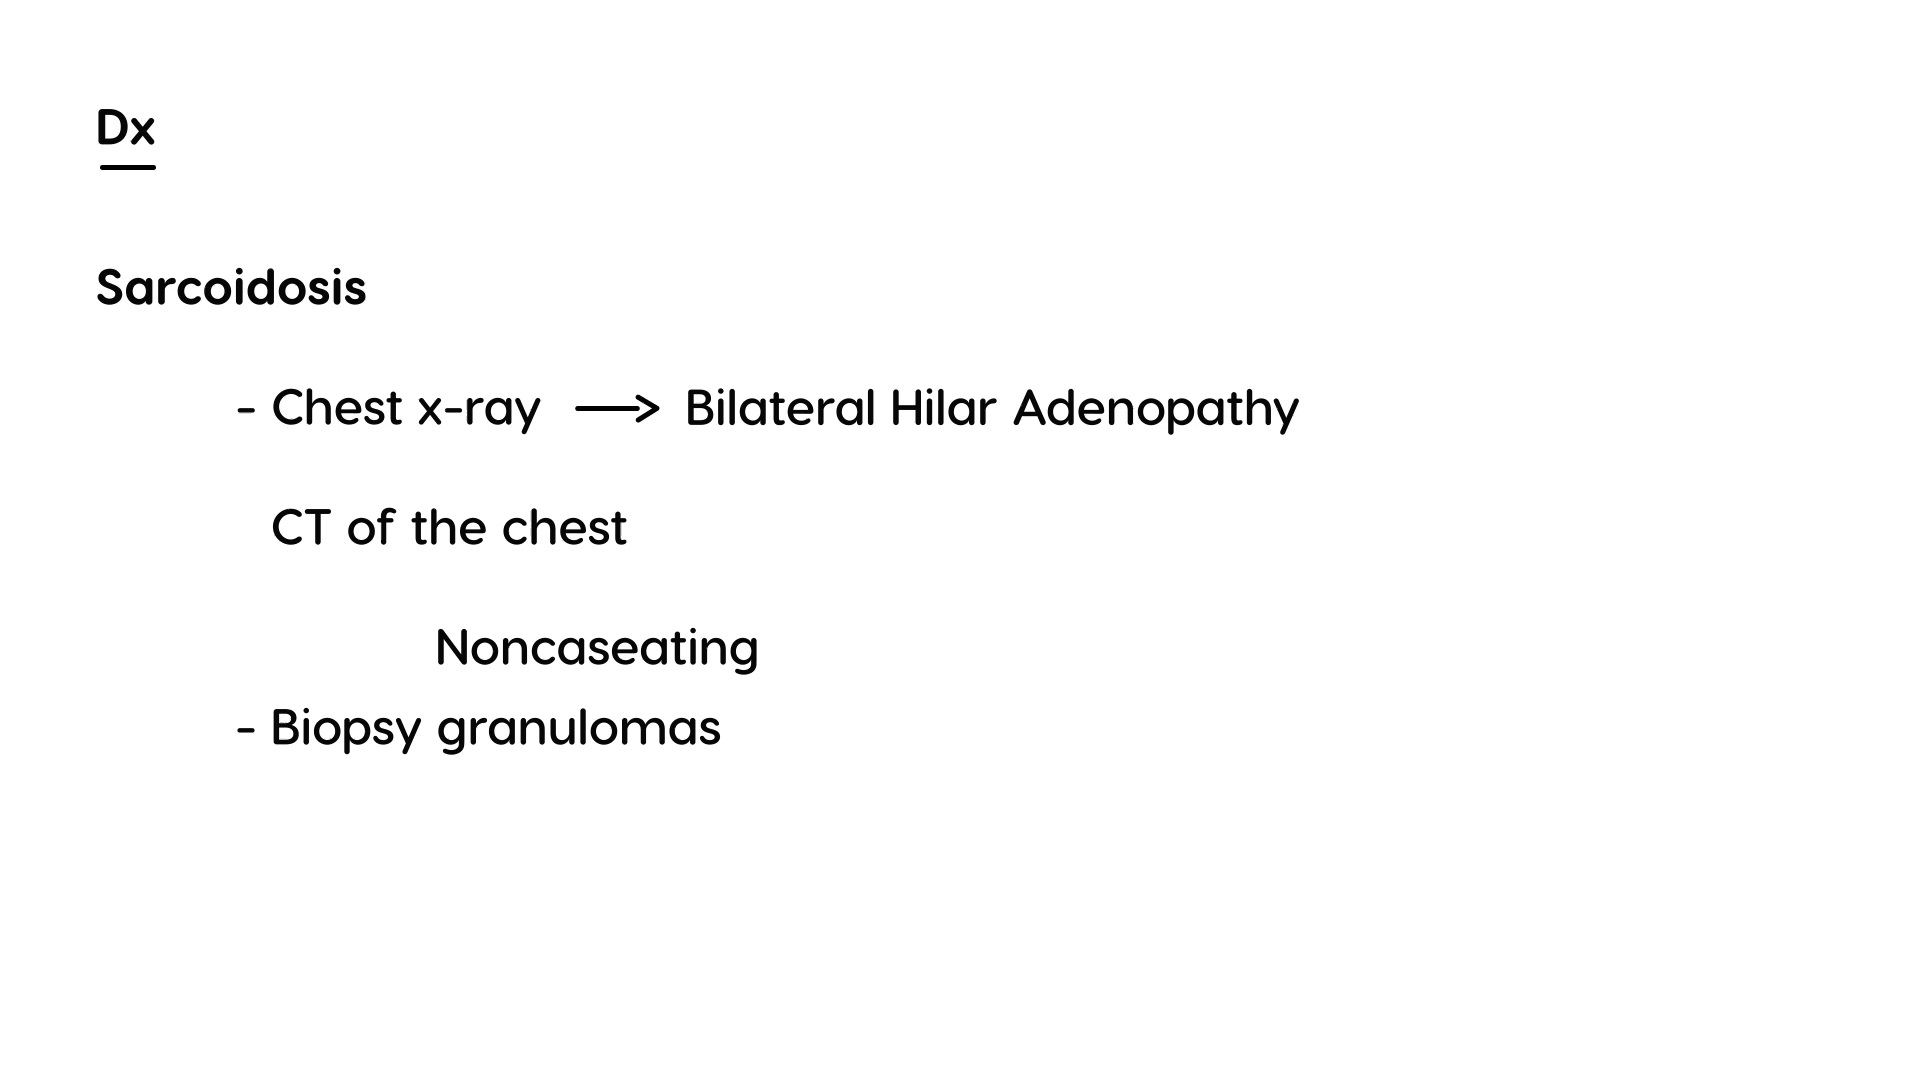 Dx
Sarcoidosis
- Chest x-ray → Bilateral Hilar Adenopathy
CT of the chest
Noncaseating
- Biopsy granulomas